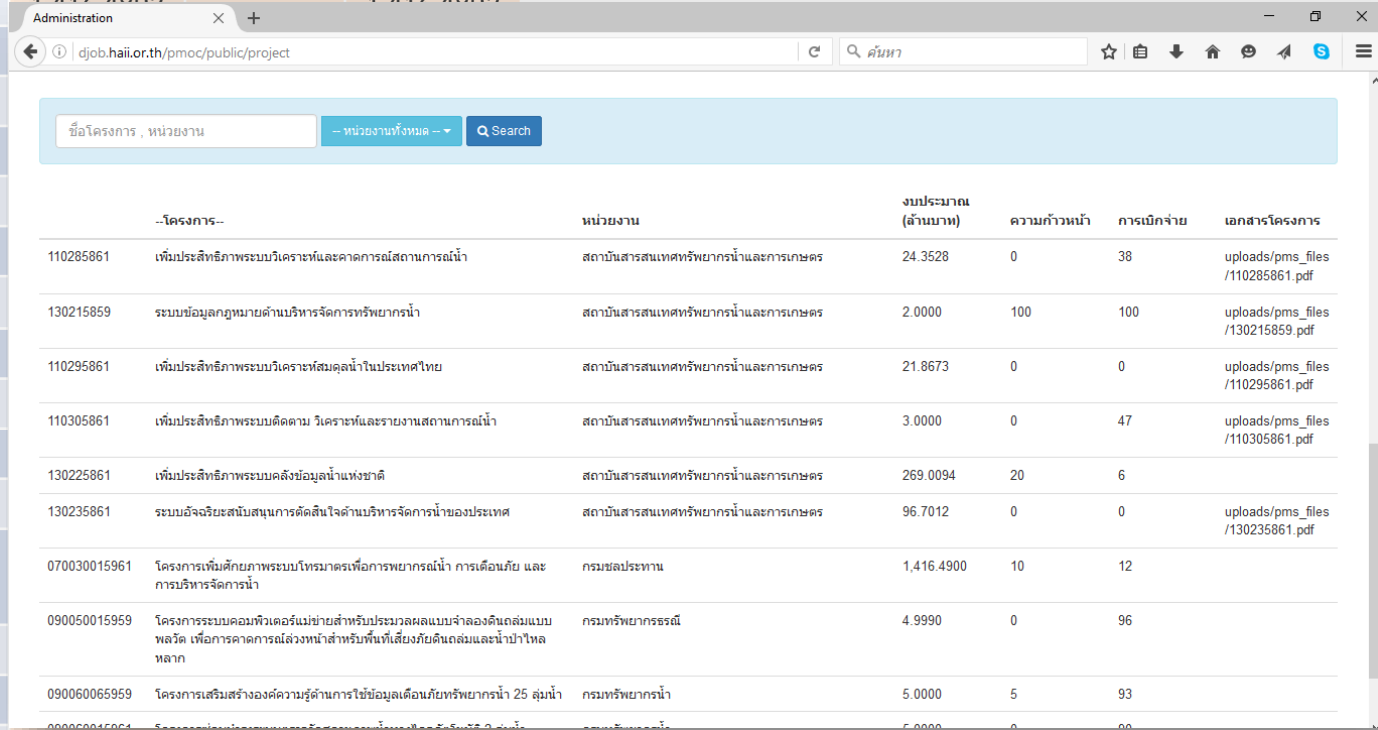 Administration
djob.haii.or.th/pmoc/public/project
ค้นหา
ชื่อโครงการ , หน่วยงาน
-- หน่วยงานทั้งหมด --
Search
--โครงการ-- หน่วยงาน งบประมาณ (ล้านบาท) ความก้าวหน้า การเบิกจ่าย เอกสารโครงการ
110285861 เพิ่มประสิทธิภาพระบบวิเคราะห์และคาดการณ์สถานการณ์น้ำ สถาบันสารสนเทศทรัพยากรน้ำและการเกษตร 24.3528 0 38 uploads/pms_files
/110285861.pdf
130215859 ระบบข้อมูลกฎหมายด้านบริหารจัดการทรัพยากรน้ำ สถาบันสารสนเทศทรัพยากรน้ำและการเกษตร 2.0000 100 100 uploads/pms_files
/130215859.pdf
110295861 เพิ่มประสิทธิภาพระบบวิเคราะห์สมดุลน้ำในประเทศไทย สถาบันสารสนเทศทรัพยากรน้ำและการเกษตร 21.8673 0 0 uploads/pms_files
/110295861.pdf
110305861 เพิ่มประสิทธิภาพระบบติดตาม วิเคราะห์และรายงานสถานการณ์น้ำ สถาบันสารสนเทศทรัพยากรน้ำและการเกษตร 3.0000 0 47 uploads/pms_files
/110305861.pdf
130225861 เพิ่มประสิทธิภาพระบบคลังข้อมูลน้ำแห่งชาติ สถาบันสารสนเทศทรัพยากรน้ำและการเกษตร 269.0094 20 6
130235861 ระบบอัจฉริยะสนับสนุนการตัดสินใจด้านบริหารจัดการน้ำของประเทศ สถาบันสารสนเทศทรัพยากรน้ำและการเกษตร 96.7012 0 0 uploads/pms_files
/130235861.pdf
070030015961 โครงการเพิ่มศักยภาพระบบโทรมาตรเพื่อการพยากรณ์น้ำ การเตือนภัย และ กรมชลประทาน 1,416.4900 10 12
การบริหารจัดการน้ำ
090050015959 โครงการระบบคอมพิวเตอร์แม่ข่ายสำหรับประมวลผลแบบจำลองดินถล่มแบบ กรมทรัพยากรธรณี 4.9990 0 96
พลวัต เพื่อการคาดการณ์ล่วงหน้าสำหรับพื้นที่เสี่ยงภัยดินถล่มและน้ำป่าไหล
หลาก
090060065959 โครงการเสริมสร้างองค์ความรู้ด้านการใช้ข้อมูลเตือนภัยทรัพยากรน้ำ 25 ลุ่มน้ำ กรมทรัพยากรน้ำ 5.0000 5 93